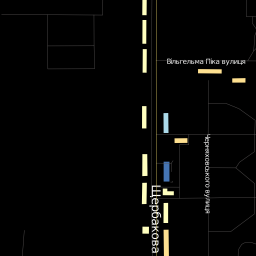 Вільгельма Піка вулиця
Черняховського вулиця
Щербакова